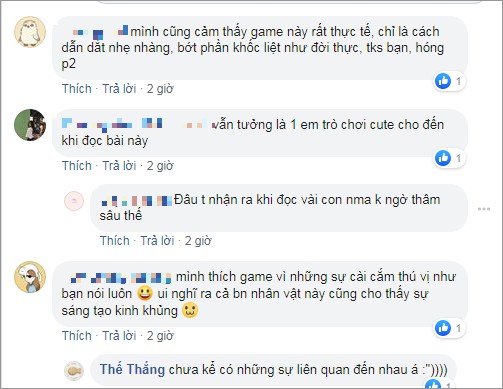 mình cũng cảm thấy game này rất thực tế, chỉ là cách
dẫn dắt nhẹ nhàng, bớt phần khốc liệt như đời thực, tks bạn, hóng
p2
1
Thích · Trả lời · 2 giờ
vẫn tưởng là 1 em trò chơi cute cho đến
khi đọc bài này
1
Thích · Trả lời · 2 giờ
Đâu t nhận ra khi đọc vài con nma k ngờ thâm
sâu thế
Thích · Trả lời · 2 giờ
mình thích game vì những sự cài cắm thú vị như
bạn nói luôn 😀 ui nghĩ ra cả bn nhân vật này cũng cho thấy sự
sáng tạo kinh khủng 🙂
1
Thích · Trả lời · 2 giờ
Thế Thắng chưa kể có những sự liên quan đến nhau á :"))))
1